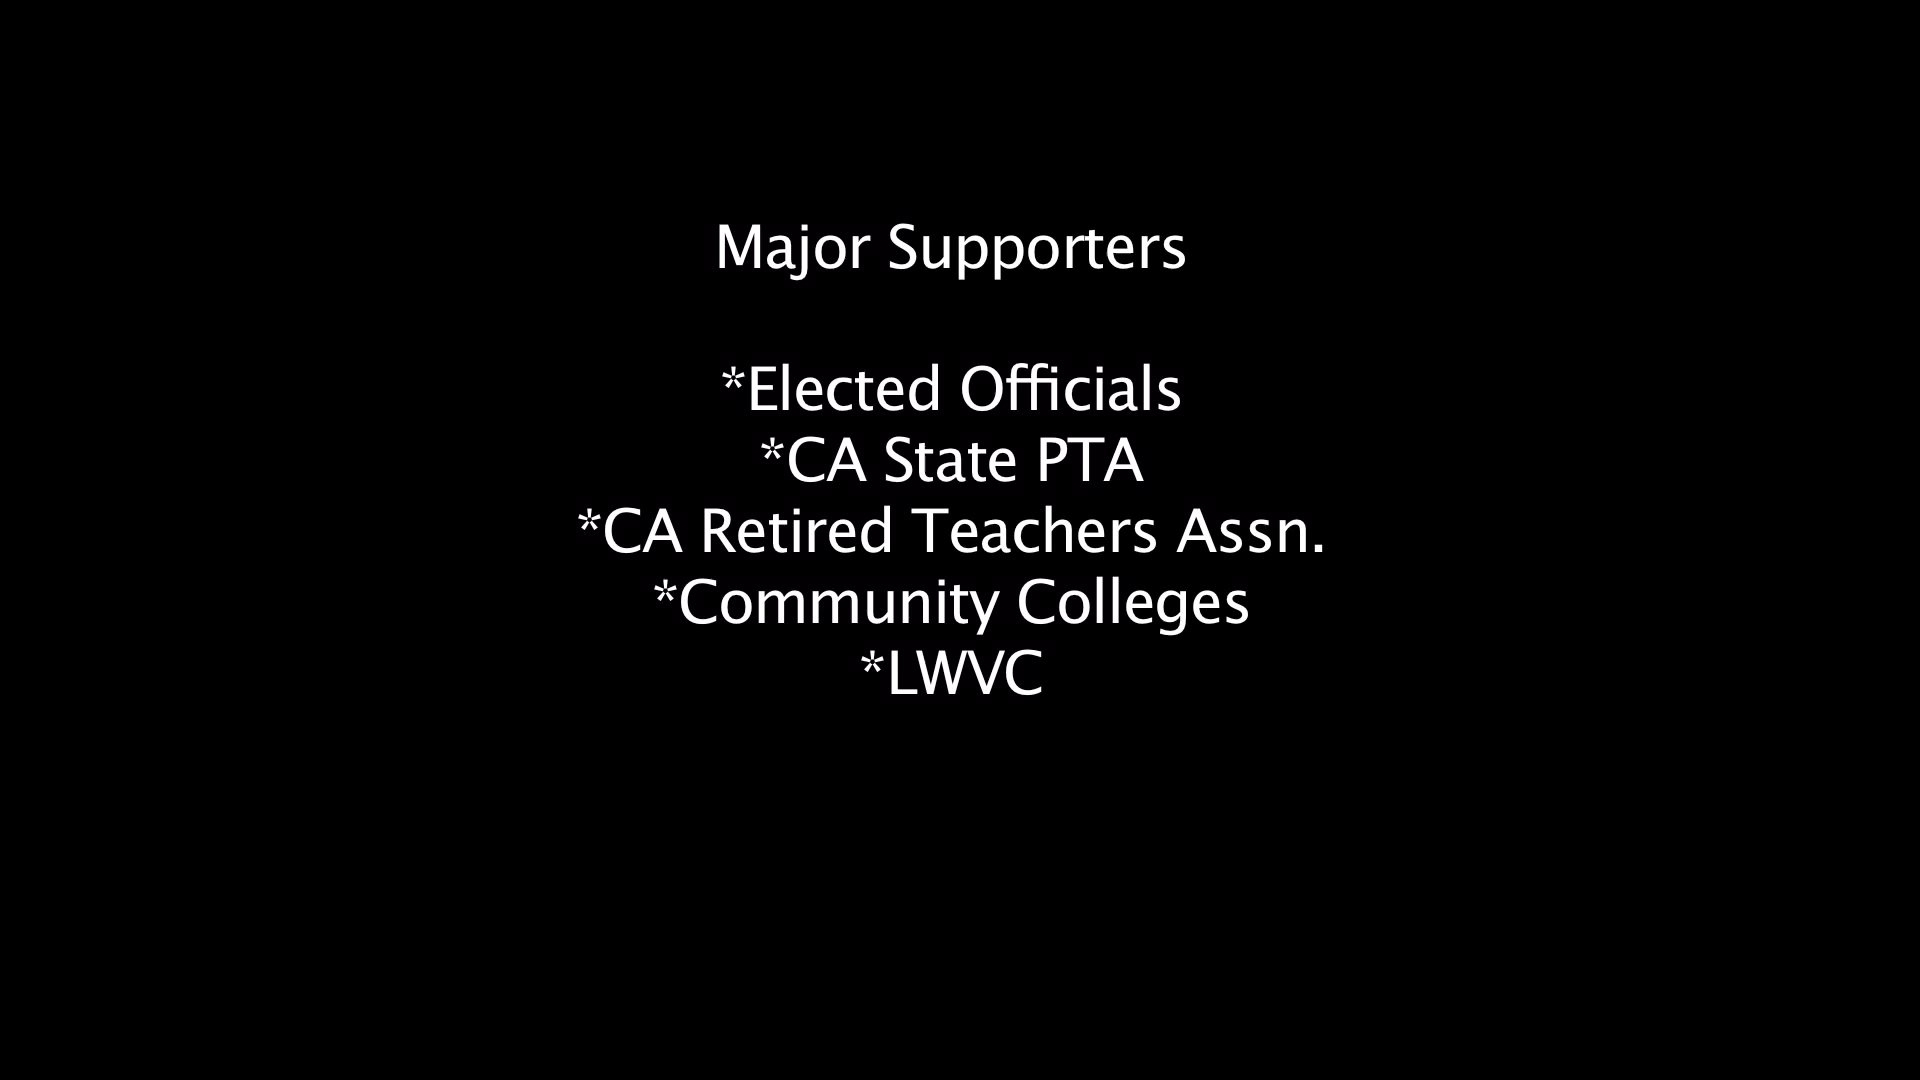 Major Supporters
*Elected Officials
*CA State PTA
*CA Retired Teachers Assn.
*Community Colleges
*LWVC